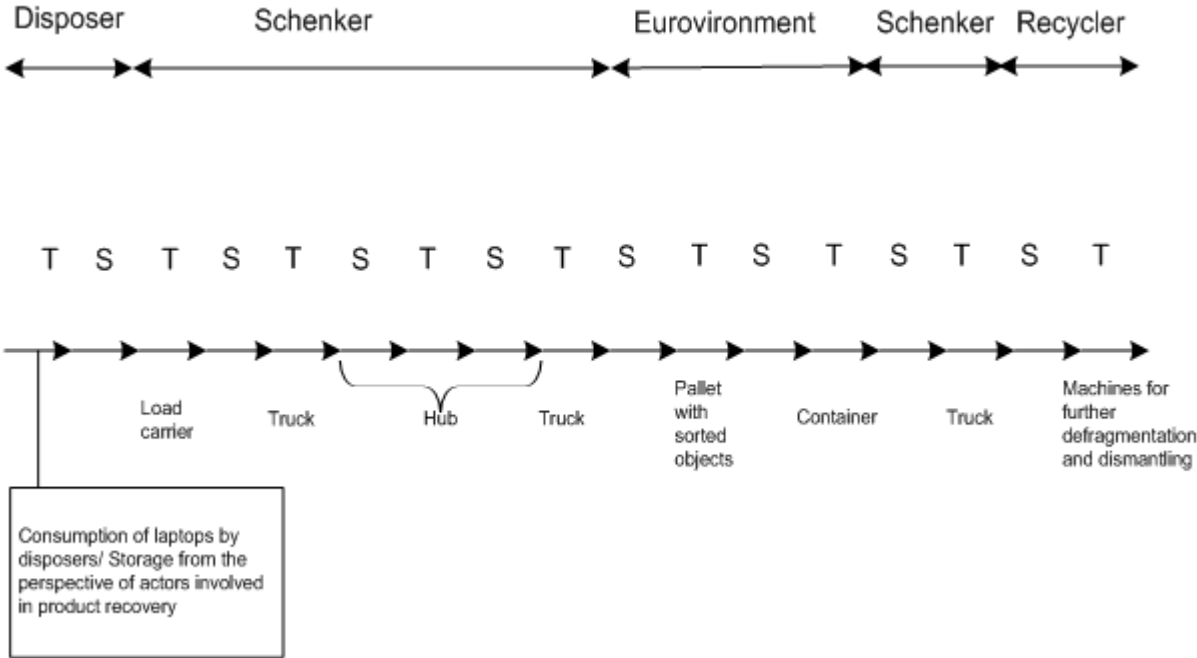 Disposer Schenker Eurovironment Schenker Recycler
T S T S T S T S T S T S T S T S T
Load
carrier
Truck
Hub
Truck
Pallet
with
sorted
objects
Container
Truck
Machines for
further
defragmentation
and dismantling
Consumption of laptops by
disposers/ Storage from the
perspective of actors involved
in product recovery